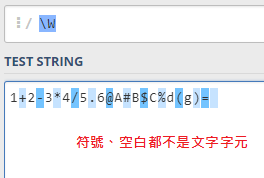 / \W
TEST STRING
1+2-3*4/5.6@A#B$C%d(g)=
符號、空白都不是文字字元